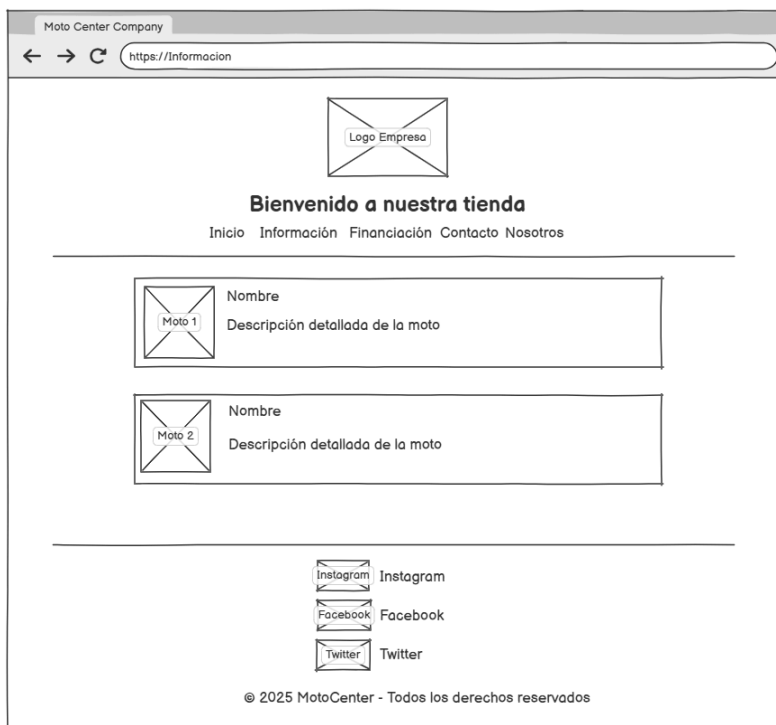 Moto Center Company
https://Informacion
Logo Empresa
Bienvenido a nuestra tienda
Inicio Información Financiación Contacto Nosotros
Moto 1
Nombre
Descripción detallada de la moto
Moto 2
Nombre
Descripción detallada de la moto
Instagram Instagram
Facebook Facebook
Twitter Twitter
© 2025 MotoCenter - Todos los derechos reservados